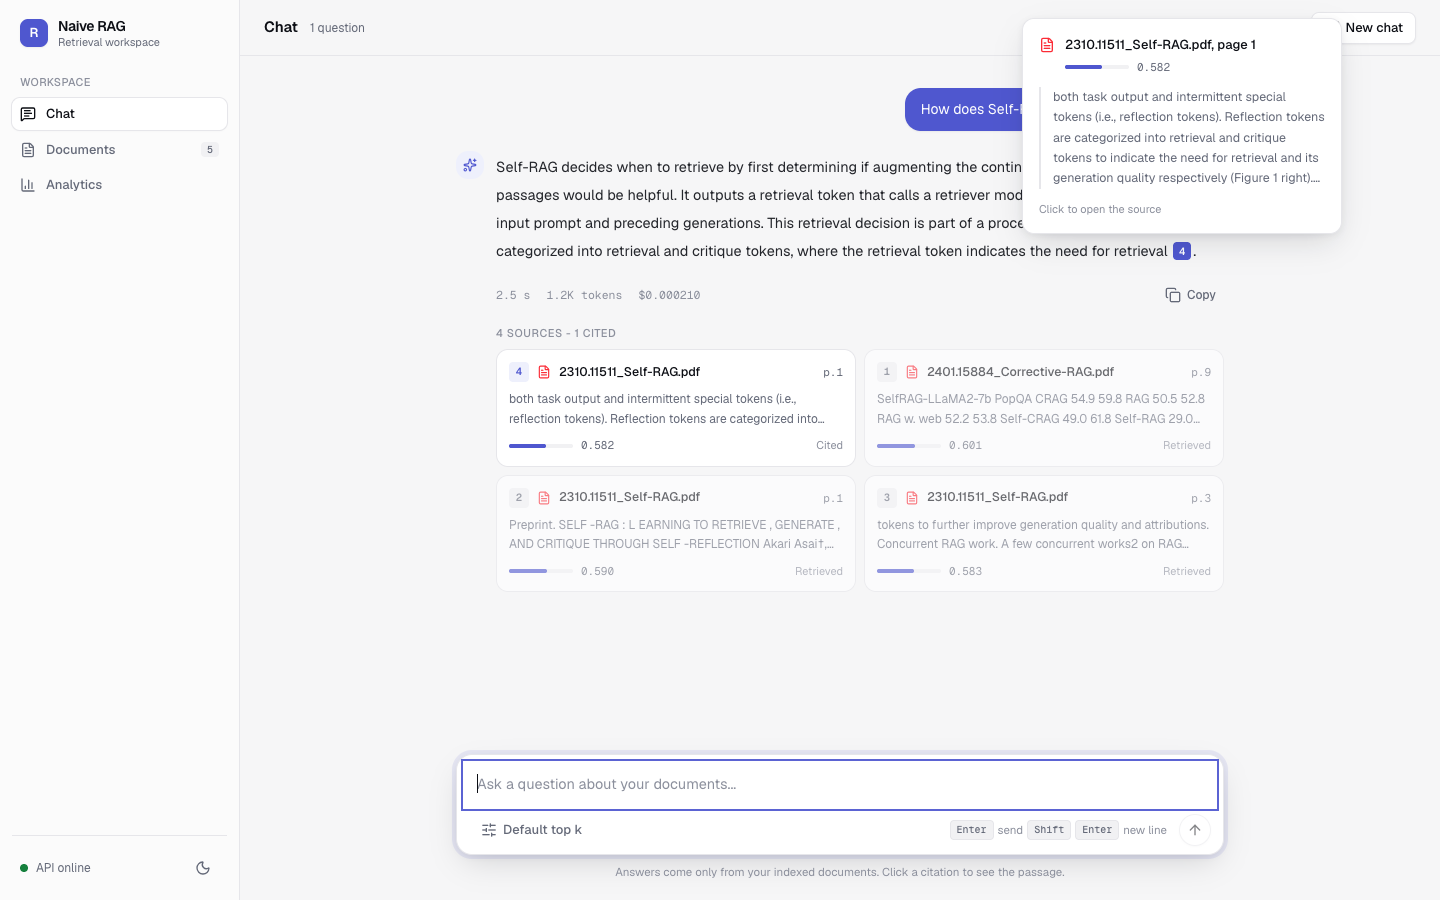 R
Naive RAG
Retrieval workspace
WORKSPACE
Chat
Documents
5
Analytics
API online
Chat
1 question
New chat
How does Self-
Self-RAG decides when to retrieve by first determining if augmenting the contin
passages would be helpful. It outputs a retrieval token that calls a retriever mod
input prompt and preceding generations. This retrieval decision is part of a proce
categorized into retrieval and critique tokens, where the retrieval token indicates the need for retrieval 4.
2310.11511_Self-RAG.pdf, page 1
0.582
both task output and intermittent special
tokens (i.e., reflection tokens). Reflection tokens
are categorized into retrieval and critique
tokens to indicate the need for retrieval and its
generation quality respectively (Figure 1 right)....
Click to open the source
2.5 s 1.2K tokens $0.000210
Copy
4 SOURCES - 1 CITED
4 2310.11511_Self-RAG.pdf p.1
both task output and intermittent special tokens (i.e.,
reflection tokens). Reflection tokens are categorized into…
0.582 Cited
1 2401.15884_Corrective-RAG.pdf p.9
SelfRAG-LLaMA2-7b PopQA CRAG 54.9 59.8 RAG 50.5 52.8
RAG w. web 52.2 53.8 Self-CRAG 49.0 61.8 Self-RAG 29.0…
0.601 Retrieved
2 2310.11511_Self-RAG.pdf p.1
Preprint. SELF -RAG : L EARNING TO RETRIEVE , GENERATE ,
AND CRITIQUE THROUGH SELF -REFLECTION Akari Asai†,…
0.590 Retrieved
3 2310.11511_Self-RAG.pdf p.3
tokens to further improve generation quality and attributions.
Concurrent RAG work. A few concurrent works2 on RAG…
0.583 Retrieved
Ask a question about your documents...
Default top k
Enter send Shift Enter new line
Answers come only from your indexed documents. Click a citation to see the passage.